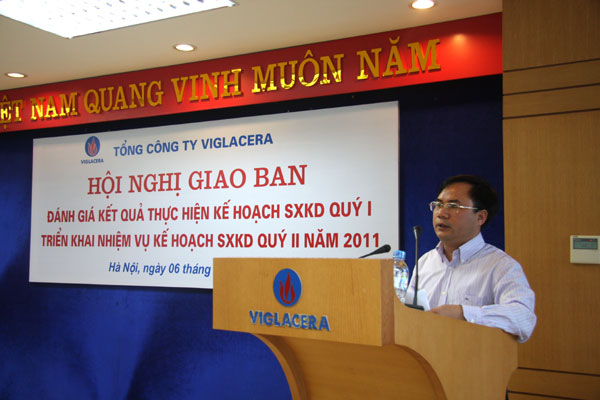 VIỆT NAM QUANG VINH MUÔN NĂM
VIGLACERA
TỔNG CÔNG TY VIGLACERA
HỘI NGHỊ GIAO BAN
ĐÁNH GIÁ KẾT QUẢ THỰC HIỆN KẾ HOẠCH SXKD QUÝ I
TRIỂN KHAI NHIỆM VỤ KẾ HOẠCH SXKD QUÝ II NĂM 2011
Hà Nội, ngày 06 tháng
VIGLACERA